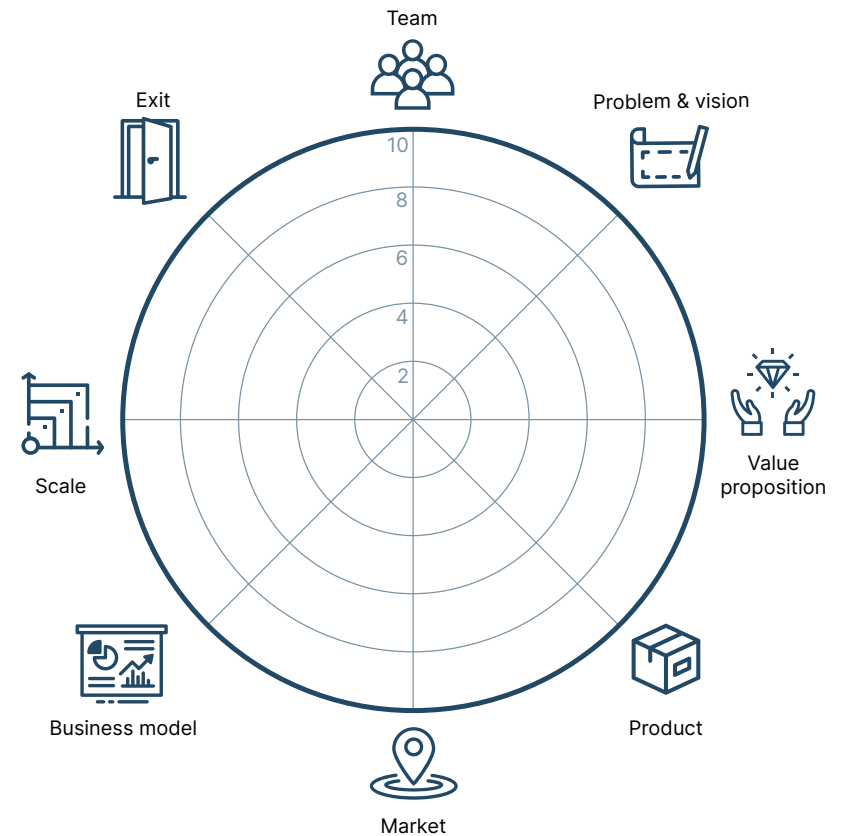 Team
Exit
Problem & vision
10
8
6
4
2
Scale
Value
proposition
Business model
Product
Market